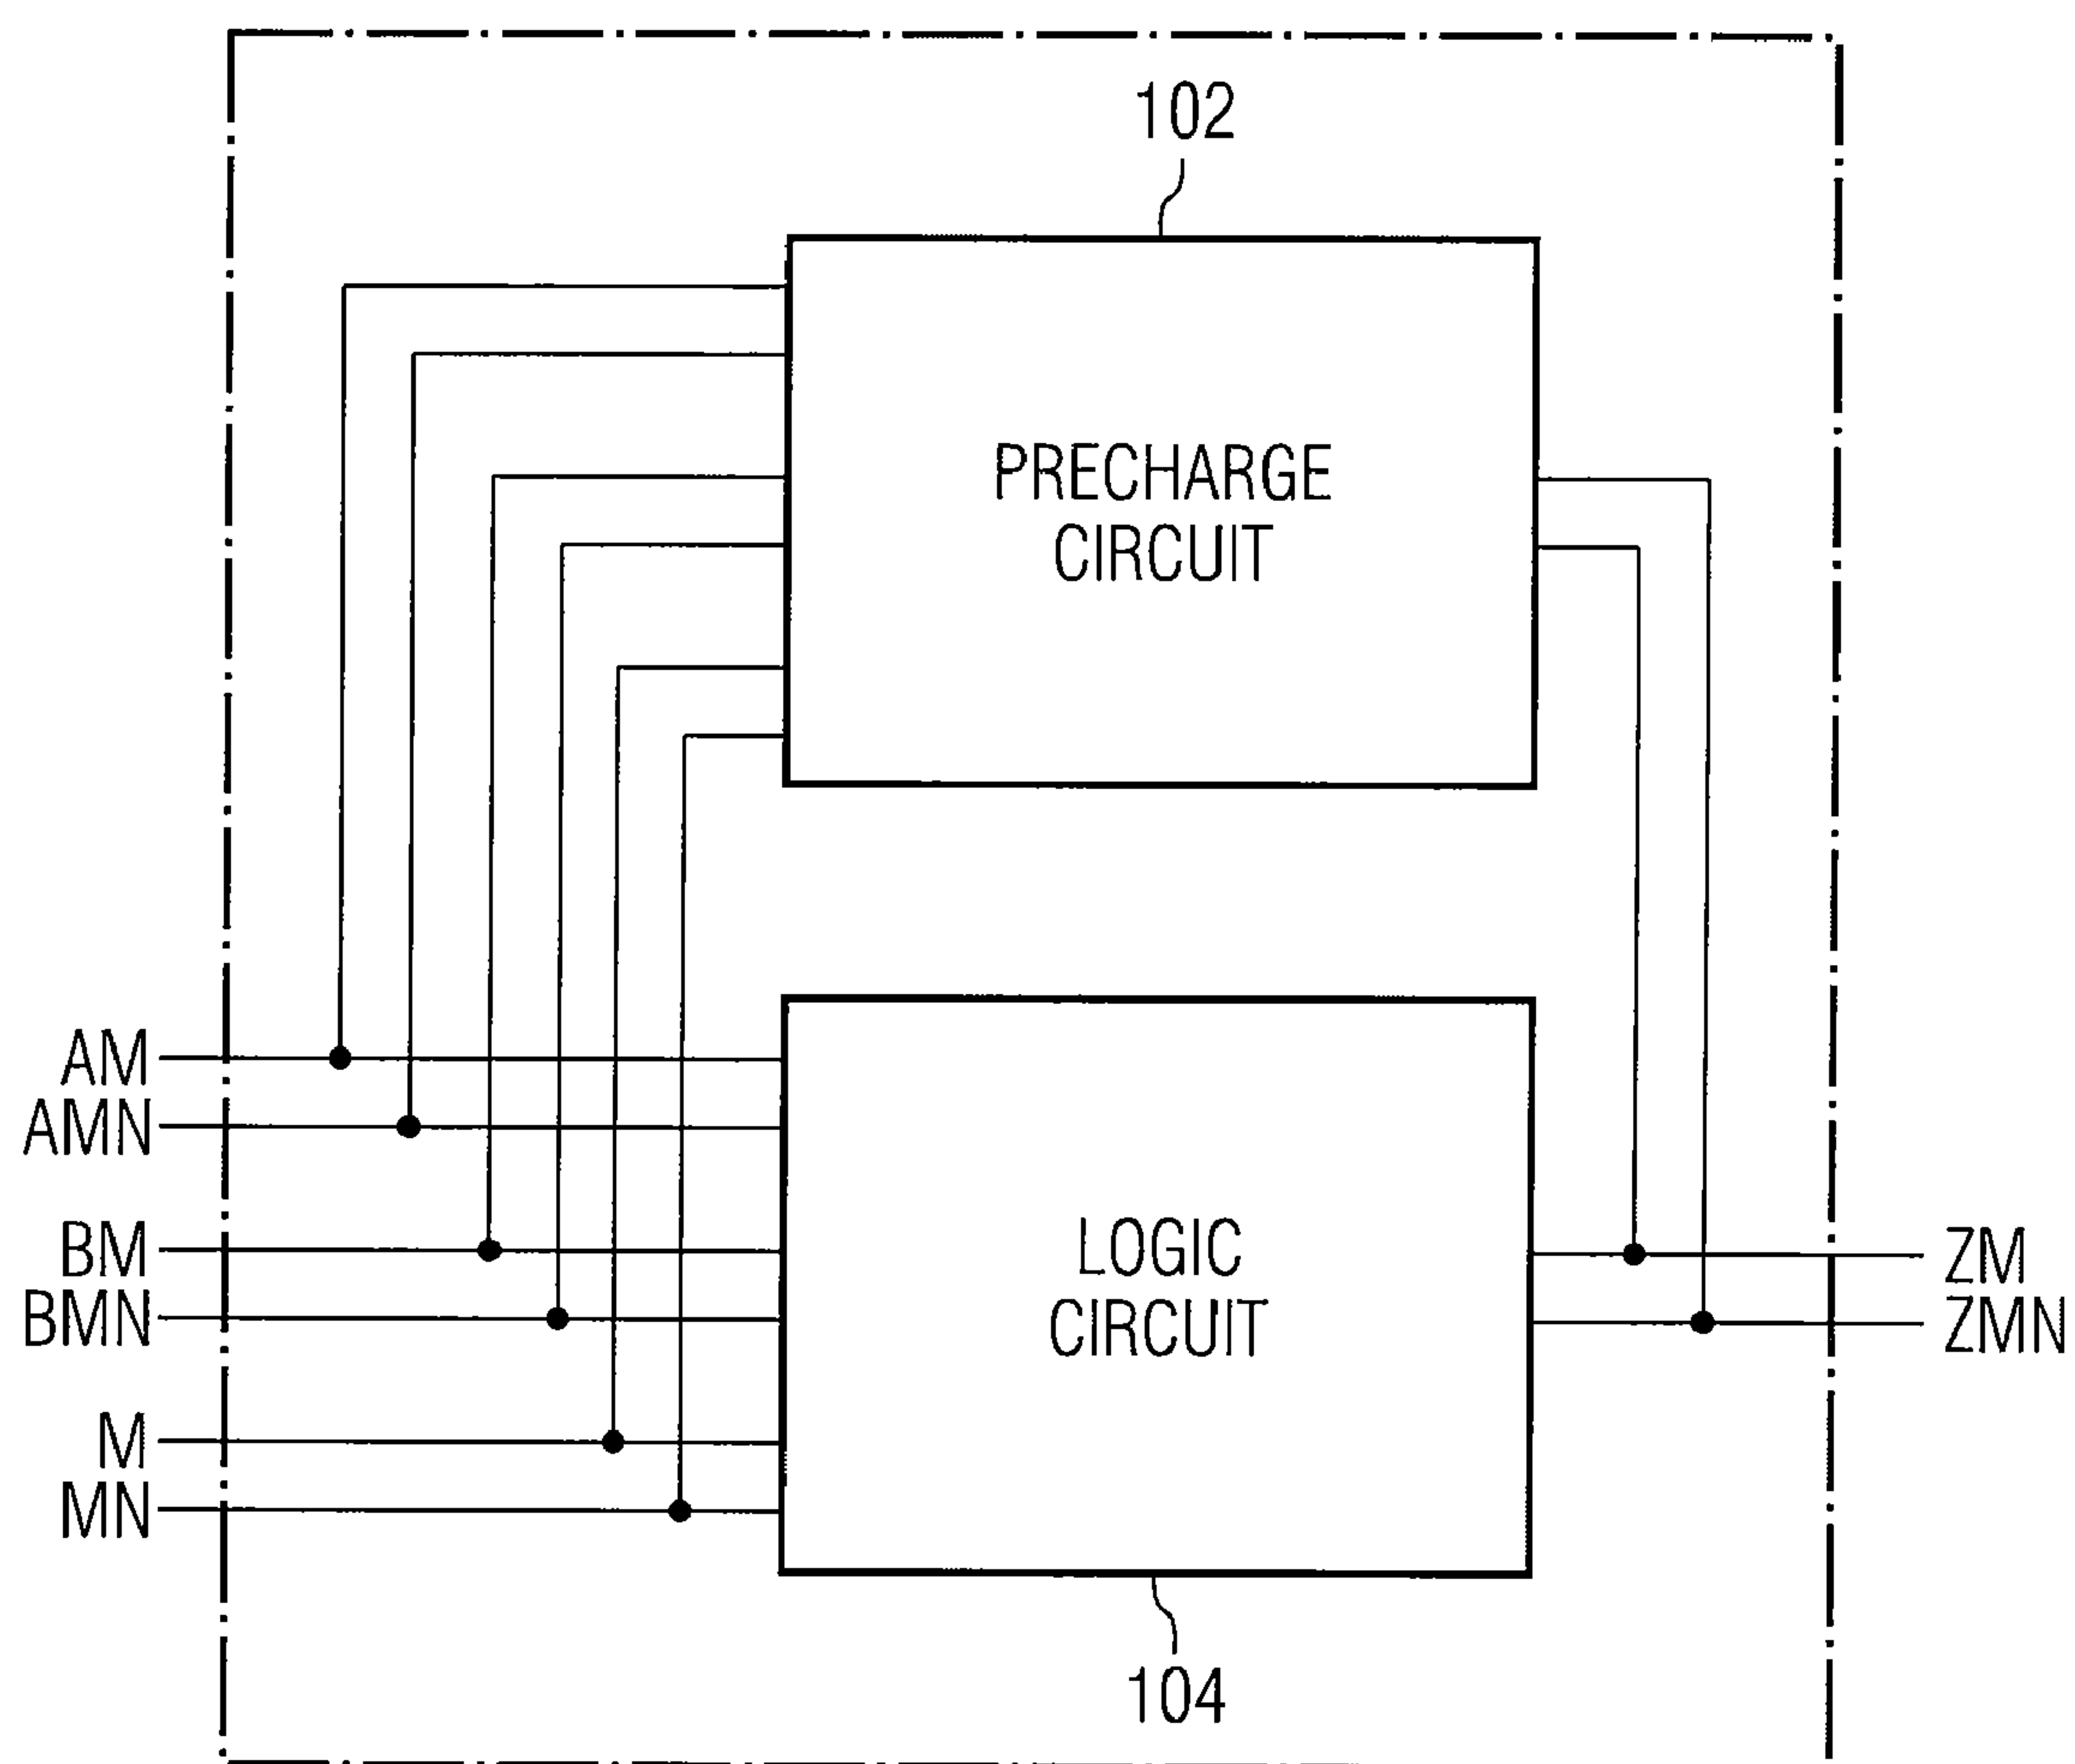 102
PRECHARGE
CIRCUIT
AM
AMN
BM
BMN
M
MN
LOGIC
CIRCUIT
ZM
ZMN
104